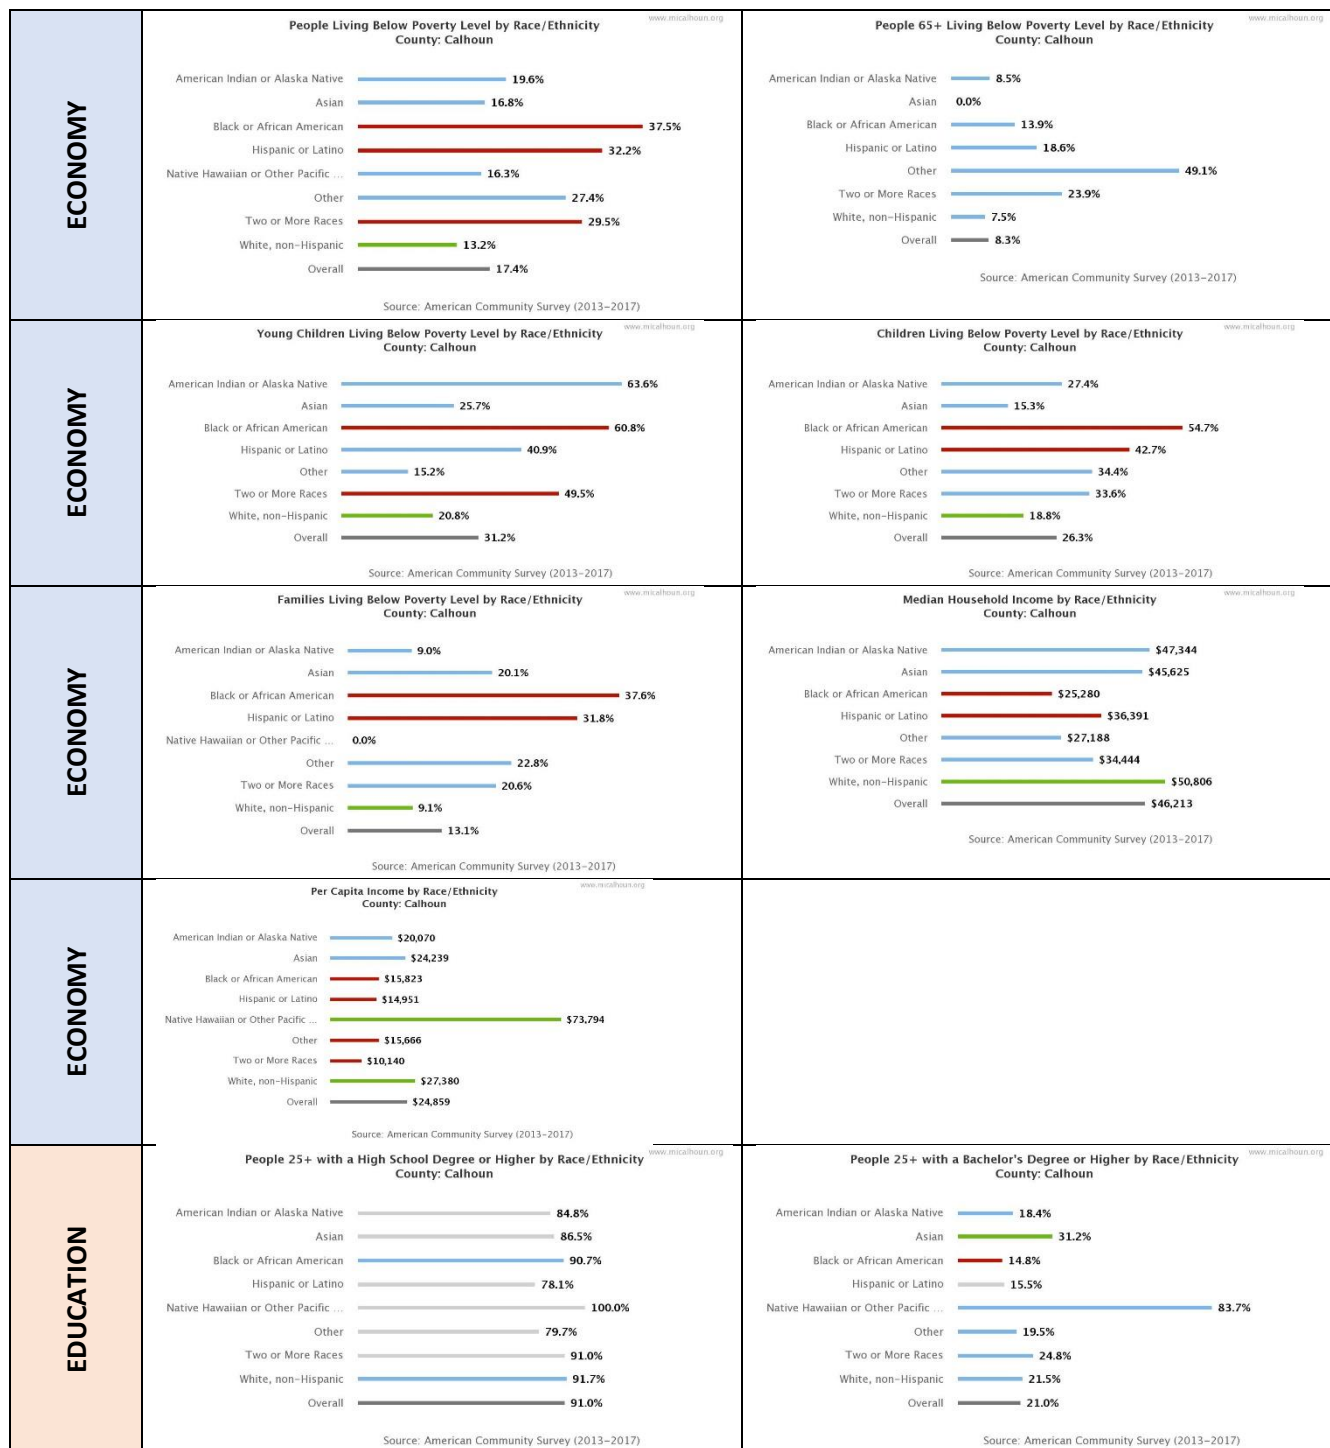 ECONOMY
www.micalhoun.org
People Living Below Poverty Level by Race/Ethnicity
County: Calhoun
American Indian or Alaska Native 19.6%
Asian 16.8%
Black or African American 37.5%
Hispanic or Latino 32.2%
Native Hawaiian or Other Pacific ... 16.3%
Other 27.4%
Two or More Races 29.5%
White, non-Hispanic 13.2%
Overall 17.4%
Source: American Community Survey (2013-2017)
www.micalhoun.org
People 65+ Living Below Poverty Level by Race/Ethnicity
County: Calhoun
American Indian or Alaska Native 8.5%
Asian 0.0%
Black or African American 13.9%
Hispanic or Latino 18.6%
Other 49.1%
Two or More Races 23.9%
White, non-Hispanic 7.5%
Overall 8.3%
Source: American Community Survey (2013-2017)
ECONOMY
www.micalhoun.org
Young Children Living Below Poverty Level by Race/Ethnicity
County: Calhoun
American Indian or Alaska Native 63.6%
Asian 25.7%
Black or African American 60.8%
Hispanic or Latino 40.9%
Other 15.2%
Two or More Races 49.5%
White, non-Hispanic 20.8%
Overall 31.2%
Source: American Community Survey (2013-2017)
www.micalhoun.org
Children Living Below Poverty Level by Race/Ethnicity
County: Calhoun
American Indian or Alaska Native 27.4%
Asian 15.3%
Black or African American 54.7%
Hispanic or Latino 42.7%
Other 34.4%
Two or More Races 33.6%
White, non-Hispanic 18.8%
Overall 26.3%
Source: American Community Survey (2013-2017)
ECONOMY
www.micalhoun.org
Families Living Below Poverty Level by Race/Ethnicity
County: Calhoun
American Indian or Alaska Native 9.0%
Asian 20.1%
Black or African American 37.6%
Hispanic or Latino 31.8%
Native Hawaiian or Other Pacific ... 0.0%
Other 22.8%
Two or More Races 20.6%
White, non-Hispanic 9.1%
Overall 13.1%
Source: American Community Survey (2013-2017)
www.micalhoun.org
Median Household Income by Race/Ethnicity
County: Calhoun
American Indian or Alaska Native $47,344
Asian $45,625
Black or African American $25,280
Hispanic or Latino $36,391
Other $27,188
Two or More Races $34,444
White, non-Hispanic $50,806
Overall $46,213
Source: American Community Survey (2013-2017)
ECONOMY
www.micalhoun.org
Per Capita Income by Race/Ethnicity
County: Calhoun
American Indian or Alaska Native $20,070
Asian $24,239
Black or African American $15,823
Hispanic or Latino $14,951
Native Hawaiian or Other Pacific ... $73,794
Other $15,666
Two or More Races $10,140
White, non-Hispanic $27,380
Overall $24,859
Source: American Community Survey (2013-2017)
EDUCATION
www.micalhoun.org
People 25+ with a High School Degree or Higher by Race/Ethnicity
County: Calhoun
American Indian or Alaska Native 84.8%
Asian 86.5%
Black or African American 90.7%
Hispanic or Latino 78.1%
Native Hawaiian or Other Pacific ... 100.0%
Other 79.7%
Two or More Races 91.0%
White, non-Hispanic 91.7%
Overall 91.0%
Source: American Community Survey (2013-2017)
www.micalhoun.org
People 25+ with a Bachelor's Degree or Higher by Race/Ethnicity
County: Calhoun
American Indian or Alaska Native 18.4%
Asian 31.2%
Black or African American 14.8%
Hispanic or Latino 15.5%
Native Hawaiian or Other Pacific ... 83.7%
Other 19.5%
Two or More Races 24.8%
White, non-Hispanic 21.5%
Overall 21.0%
Source: American Community Survey (2013-2017)